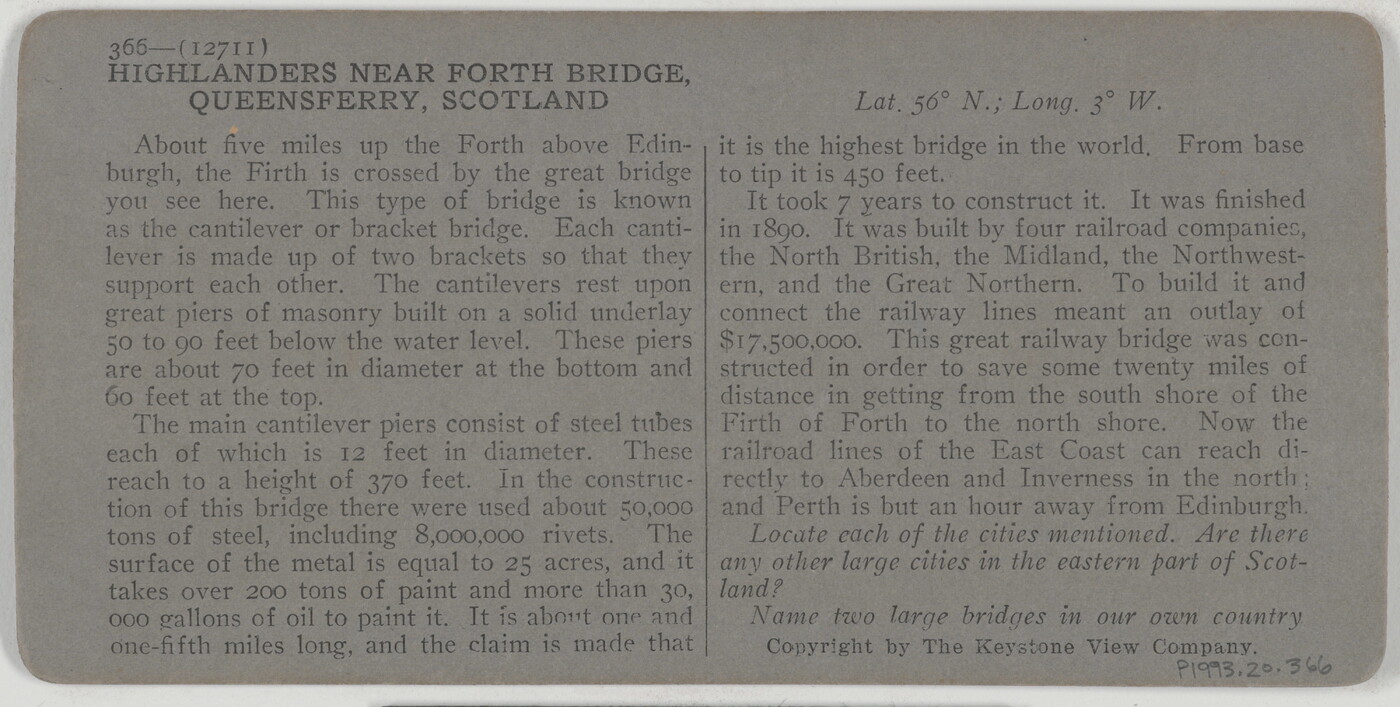 366—(12711)
HIGHLANDERS NEAR FORTH BRIDGE,
QUEENSFERRY, SCOTLAND
Lat. 56° N.; Long. 3° W.
About five miles up the Forth above Edin-
burgh, the Firth is crossed by the great bridge
you see here. This type of bridge is known
as the cantilever or bracket bridge. Each canti-
lever is made up of two brackets so that they
support each other. The cantilevers rest upon
great piers of masonry built on a solid underlay
50 to 90 feet below the water level. These piers
are about 70 feet in diameter at the bottom and
60 feet at the top.
The main cantilever piers consist of steel tubes
each of which is 12 feet in diameter. These
reach to a height of 370 feet. In the construc-
tion of this bridge there were used about 50,000
tons of steel, including 8,000,000 rivets. The
surface of the metal is equal to 25 acres, and it
takes over 200 tons of paint and more than 30,
000 gallons of oil to paint it. It is about one and
one-fifth miles long, and the claim is made that
it is the highest bridge in the world. From base
to tip it is 450 feet.
It took 7 years to construct it. It was finished
in 1890. It was built by four railroad companies,
the North British, the Midland, the Northwest-
ern, and the Great Northern. To build it and
connect the railway lines meant an outlay of
$17,500,000. This great railway bridge was con-
structed in order to save some twenty miles of
distance in getting from the south shore of the
Firth of Forth to the north shore. Now the
railroad lines of the East Coast can reach di-
rectly to Aberdeen and Inverness in the north;
and Perth is but an hour away from Edinburgh.
Locate each of the cities mentioned. Are there
any other large cities in the eastern part of Scot-
land?
Name two large bridges in our own country
Copyright by The Keystone View Company.
P1993.20.366